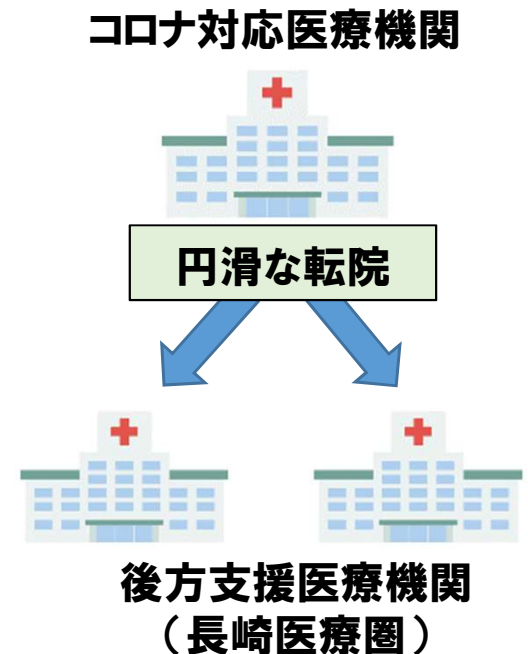 コロナ対応医療機関
円滑な転院
後方支援医療機関
（長崎医療圏）